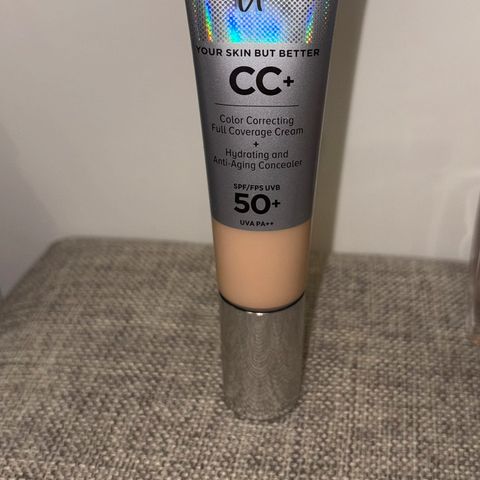 YOUR SKIN BUT BETTER
CC+
Color Correcting
Full Coverage Cream
+
Hydrating and
Anti-Aging Concealer
SPF/FPS UVB
50+
UVA PA++